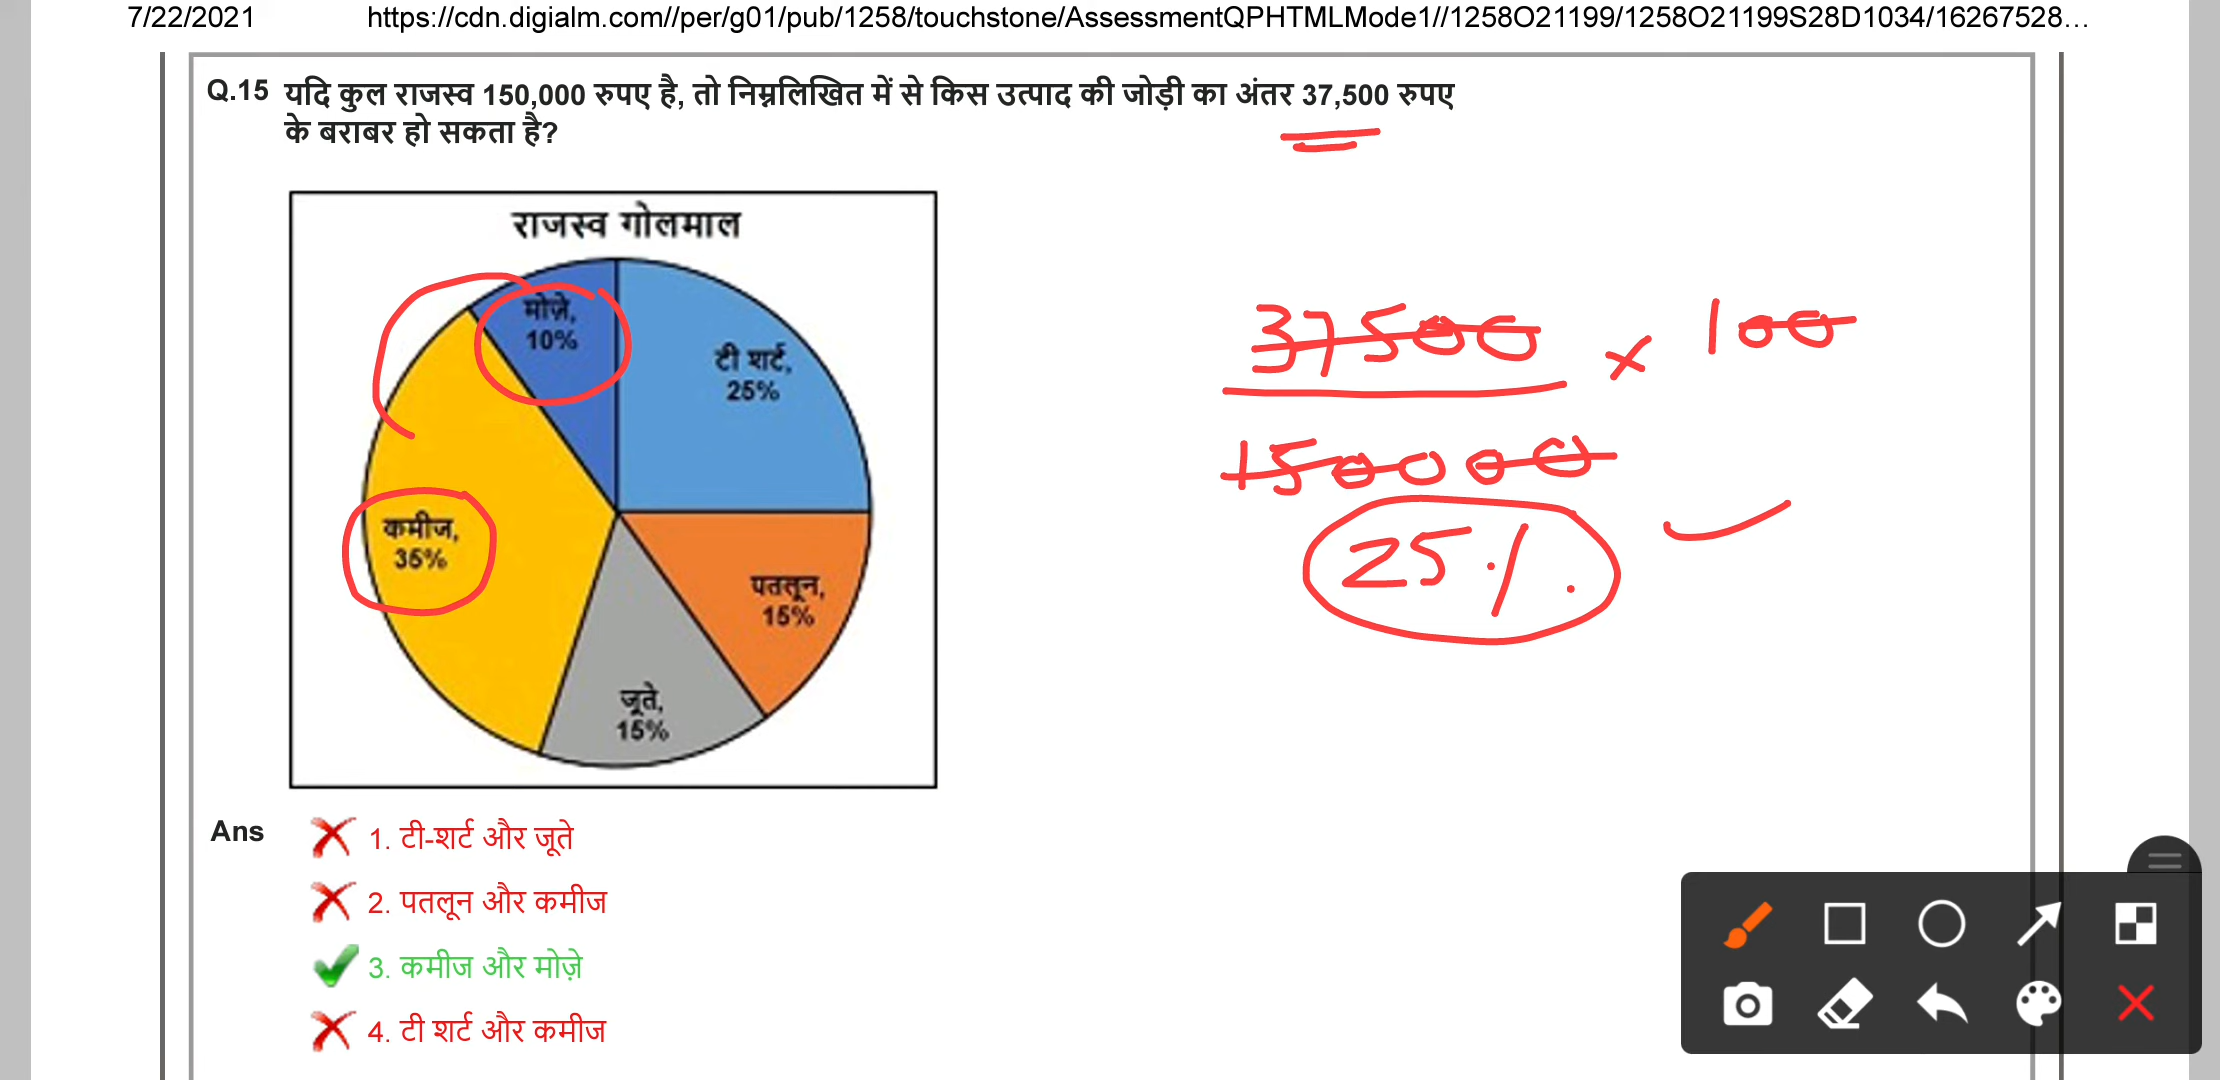 7/22/2021 https://cdn.digialm.com//per/g01/pub/1258/touchstone/AssessmentQPHTMLMode1//1258O21199/1258O21199S28D1034/16267528…
Q.15 यदि कुल राजस्व 150,000 रुपए है, तो निम्नलिखित में से किस उत्पाद की जोड़ी का अंतर 37,500 रुपए
के बराबर हो सकता है?
राजस्व गोलमाल
मोज़े,
10%
टी शर्ट,
25%
कमीज,
35%
पतलून,
15%
जूते,
15%
37500 × 100
150000
25%.
Ans 1. टी-शर्ट और जूते
2. पतलून और कमीज
3. कमीज और मोज़े
4. टी शर्ट और कमीज